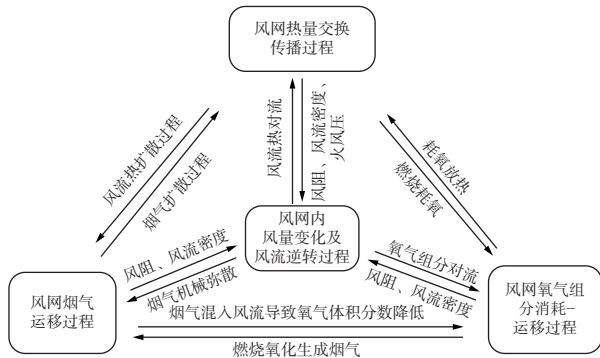 风网热量交换
传播过程
风流热扩散过程
烟气扩散过程
风流热对流
风阻、风流密度、
火风压
耗氧放热
燃烧耗氧
风网内
风量变化及
风流逆转过程
风阻、风流密度
烟气机械弥散
氧气组分对流
风阻、风流密度
风网烟气
运移过程
风网氧气组
分消耗-
运移过程
烟气混入风流导致氧气体积分数降低
燃烧氧化生成烟气